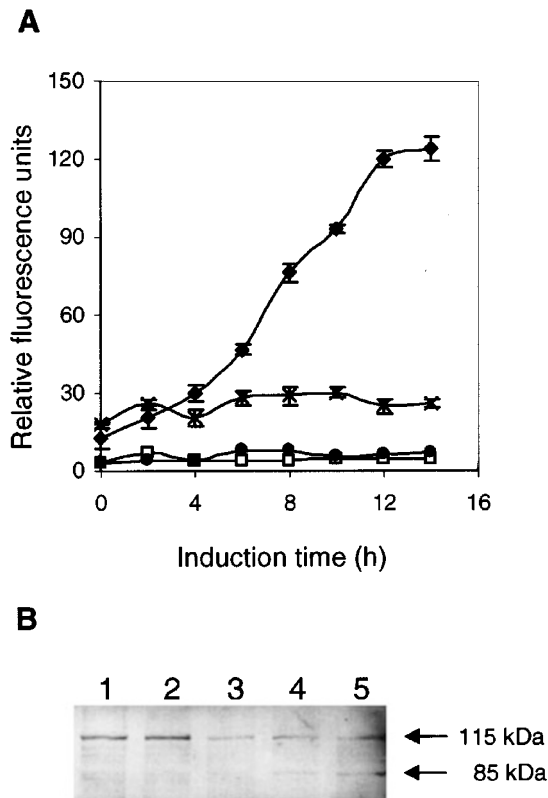 A
Relative fluorescence units
150
120
90
60
30
0
0 4 8 12 16
Induction time (h)
B
1 2 3 4 5
115 kDa
85 kDa